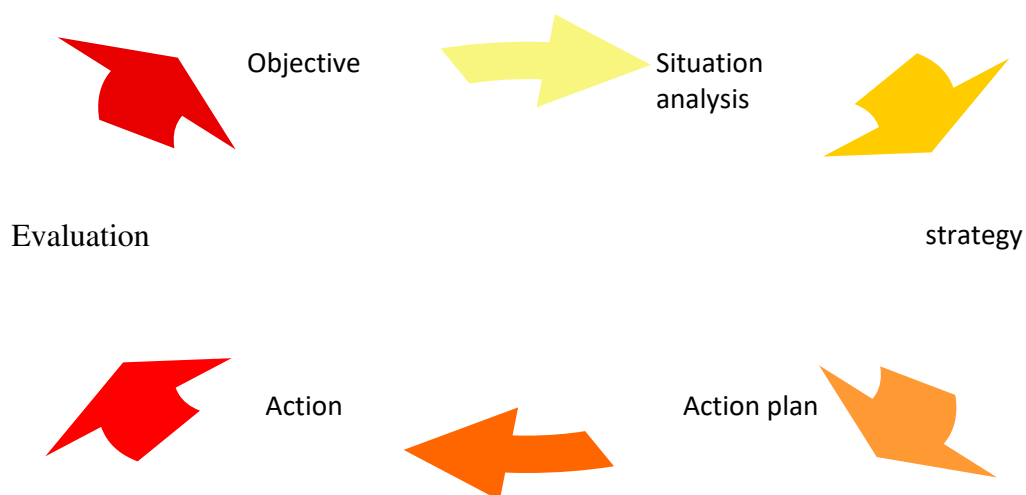 Objective
Situation
analysis
Evaluation
strategy
Action
Action plan